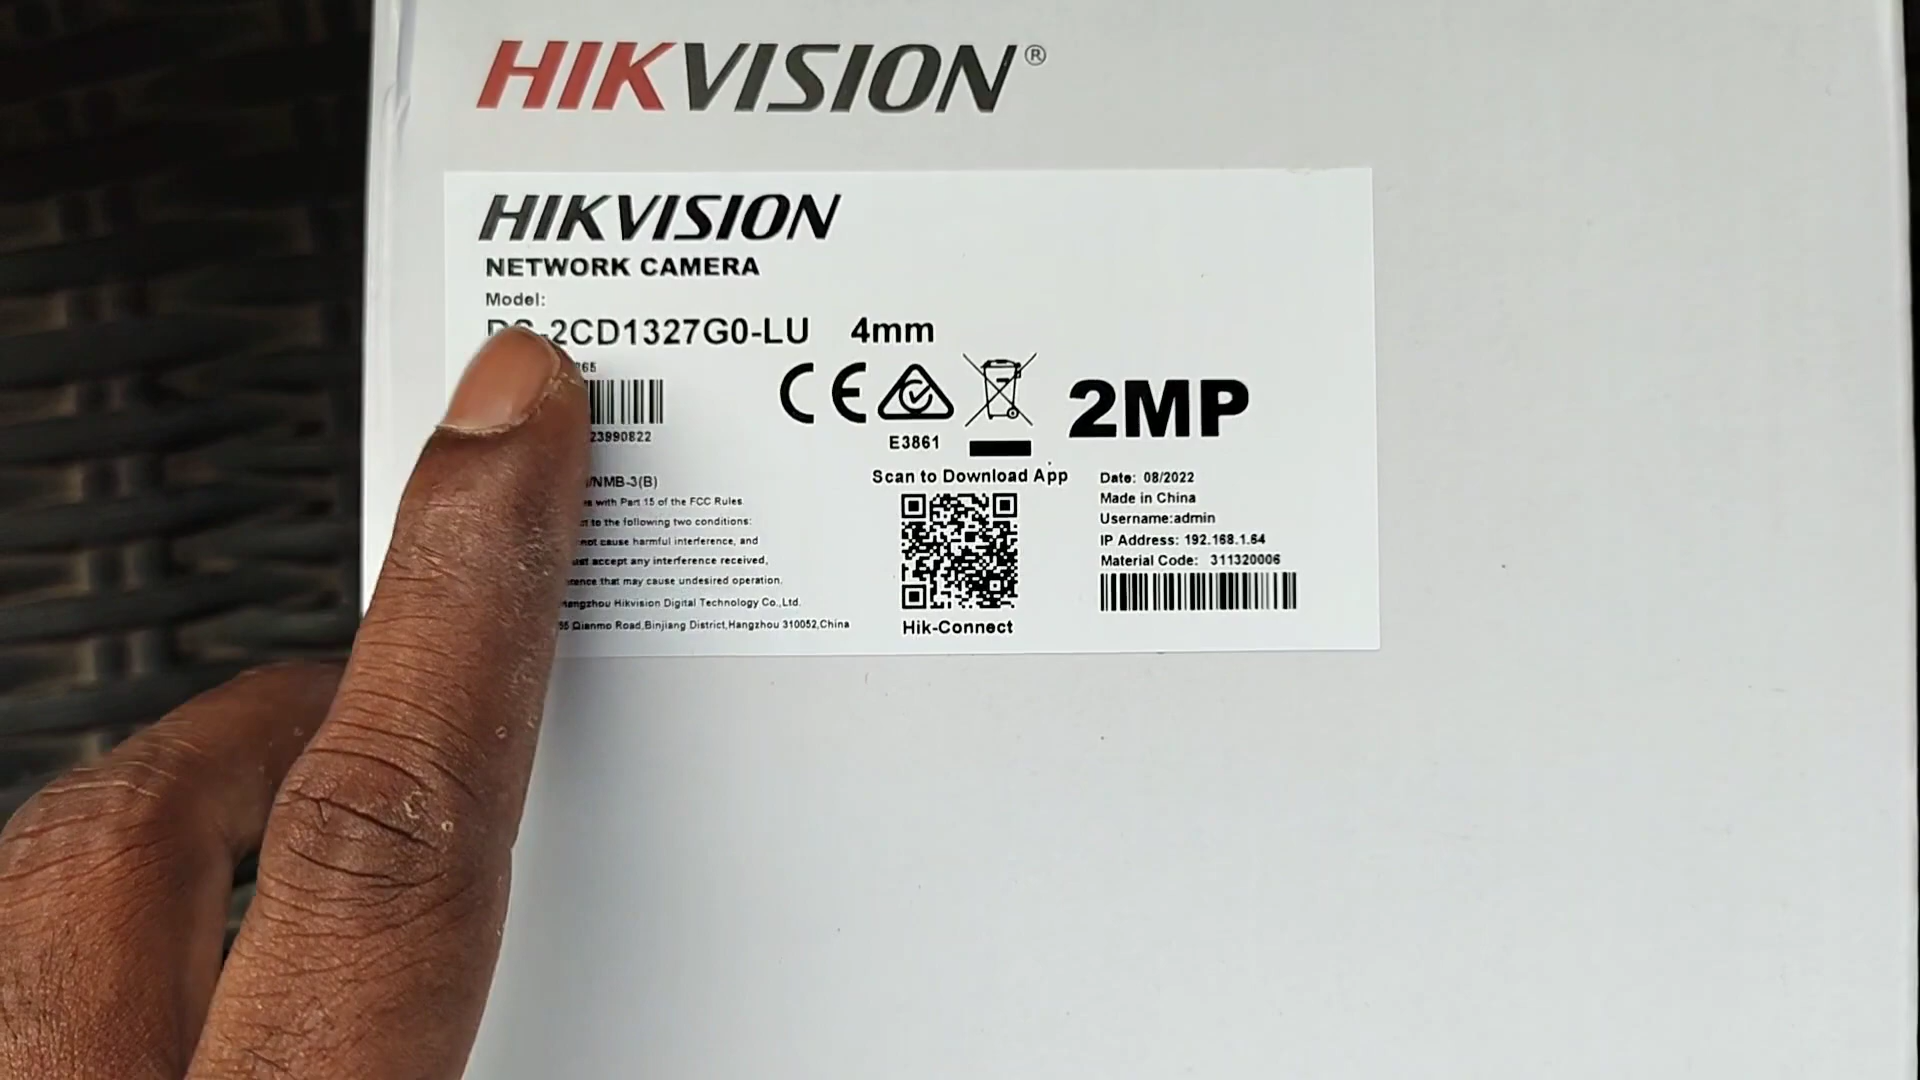 HIKVISION®
HIKVISION
NETWORK CAMERA
Model:
DS-2CD1327G0-LU 4mm
CE
2MP
23990822
E3861
/NMB-3(B)
with Part 15 of the FCC Rules
to the following two conditions:
not cause harmful interference, and
accept any interference received,
that may cause undesired operation.
Hangzhou Hikvision Digital Technology Co.,Ltd.
Qianmo Road,Binjiang District,Hangzhou 310052,China
Scan to Download App
Hik-Connect
Date: 08/2022
Made in China
Username:admin
IP Address: 192.168.1.64
Material Code: 311320006